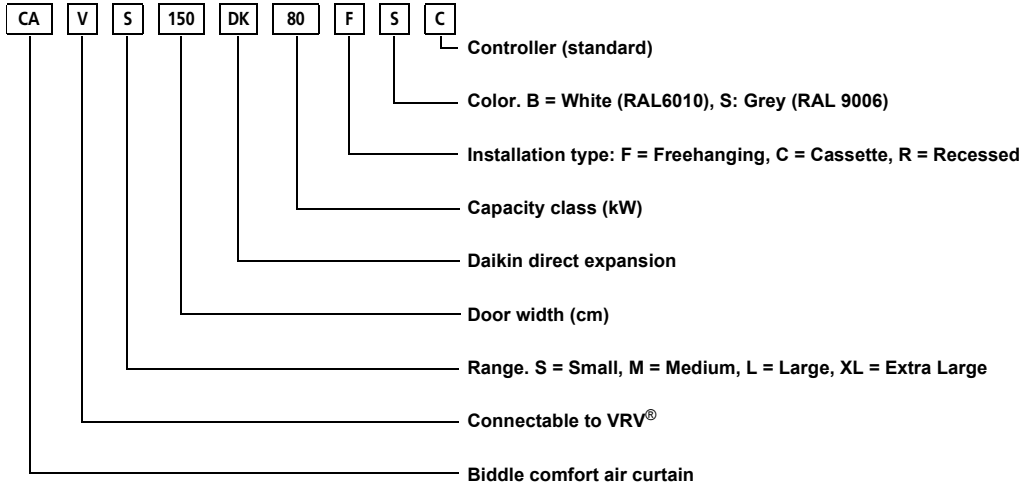 CA V S 150 DK 80 F S C
Controller (standard)
Color. B = White (RAL6010), S: Grey (RAL 9006)
Installation type: F = Freehanging, C = Cassette, R = Recessed
Capacity class (kW)
Daikin direct expansion
Door width (cm)
Range. S = Small, M = Medium, L = Large, XL = Extra Large
Connectable to VRV®
Biddle comfort air curtain